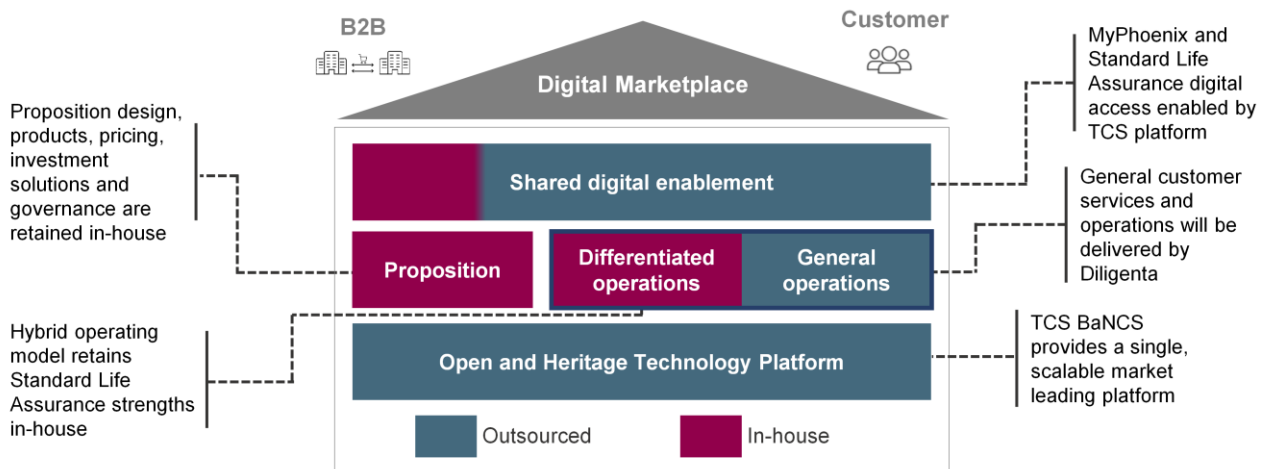 B2B
Customer
Digital Marketplace
Proposition design,
products, pricing,
investment
solutions and
governance are
retained in-house
Hybrid operating
model retains
Standard Life
Assurance strengths
in-house
Shared digital enablement
Proposition
Differentiated
operations
General
operations
Open and Heritage Technology Platform
Outsourced
In-house
MyPhoenix and
Standard Life
Assurance digital
access enabled by
TCS platform
General customer
services and
operations will be
delivered by
Diligenta
TCS BaNCS
provides a single,
scalable market
leading platform